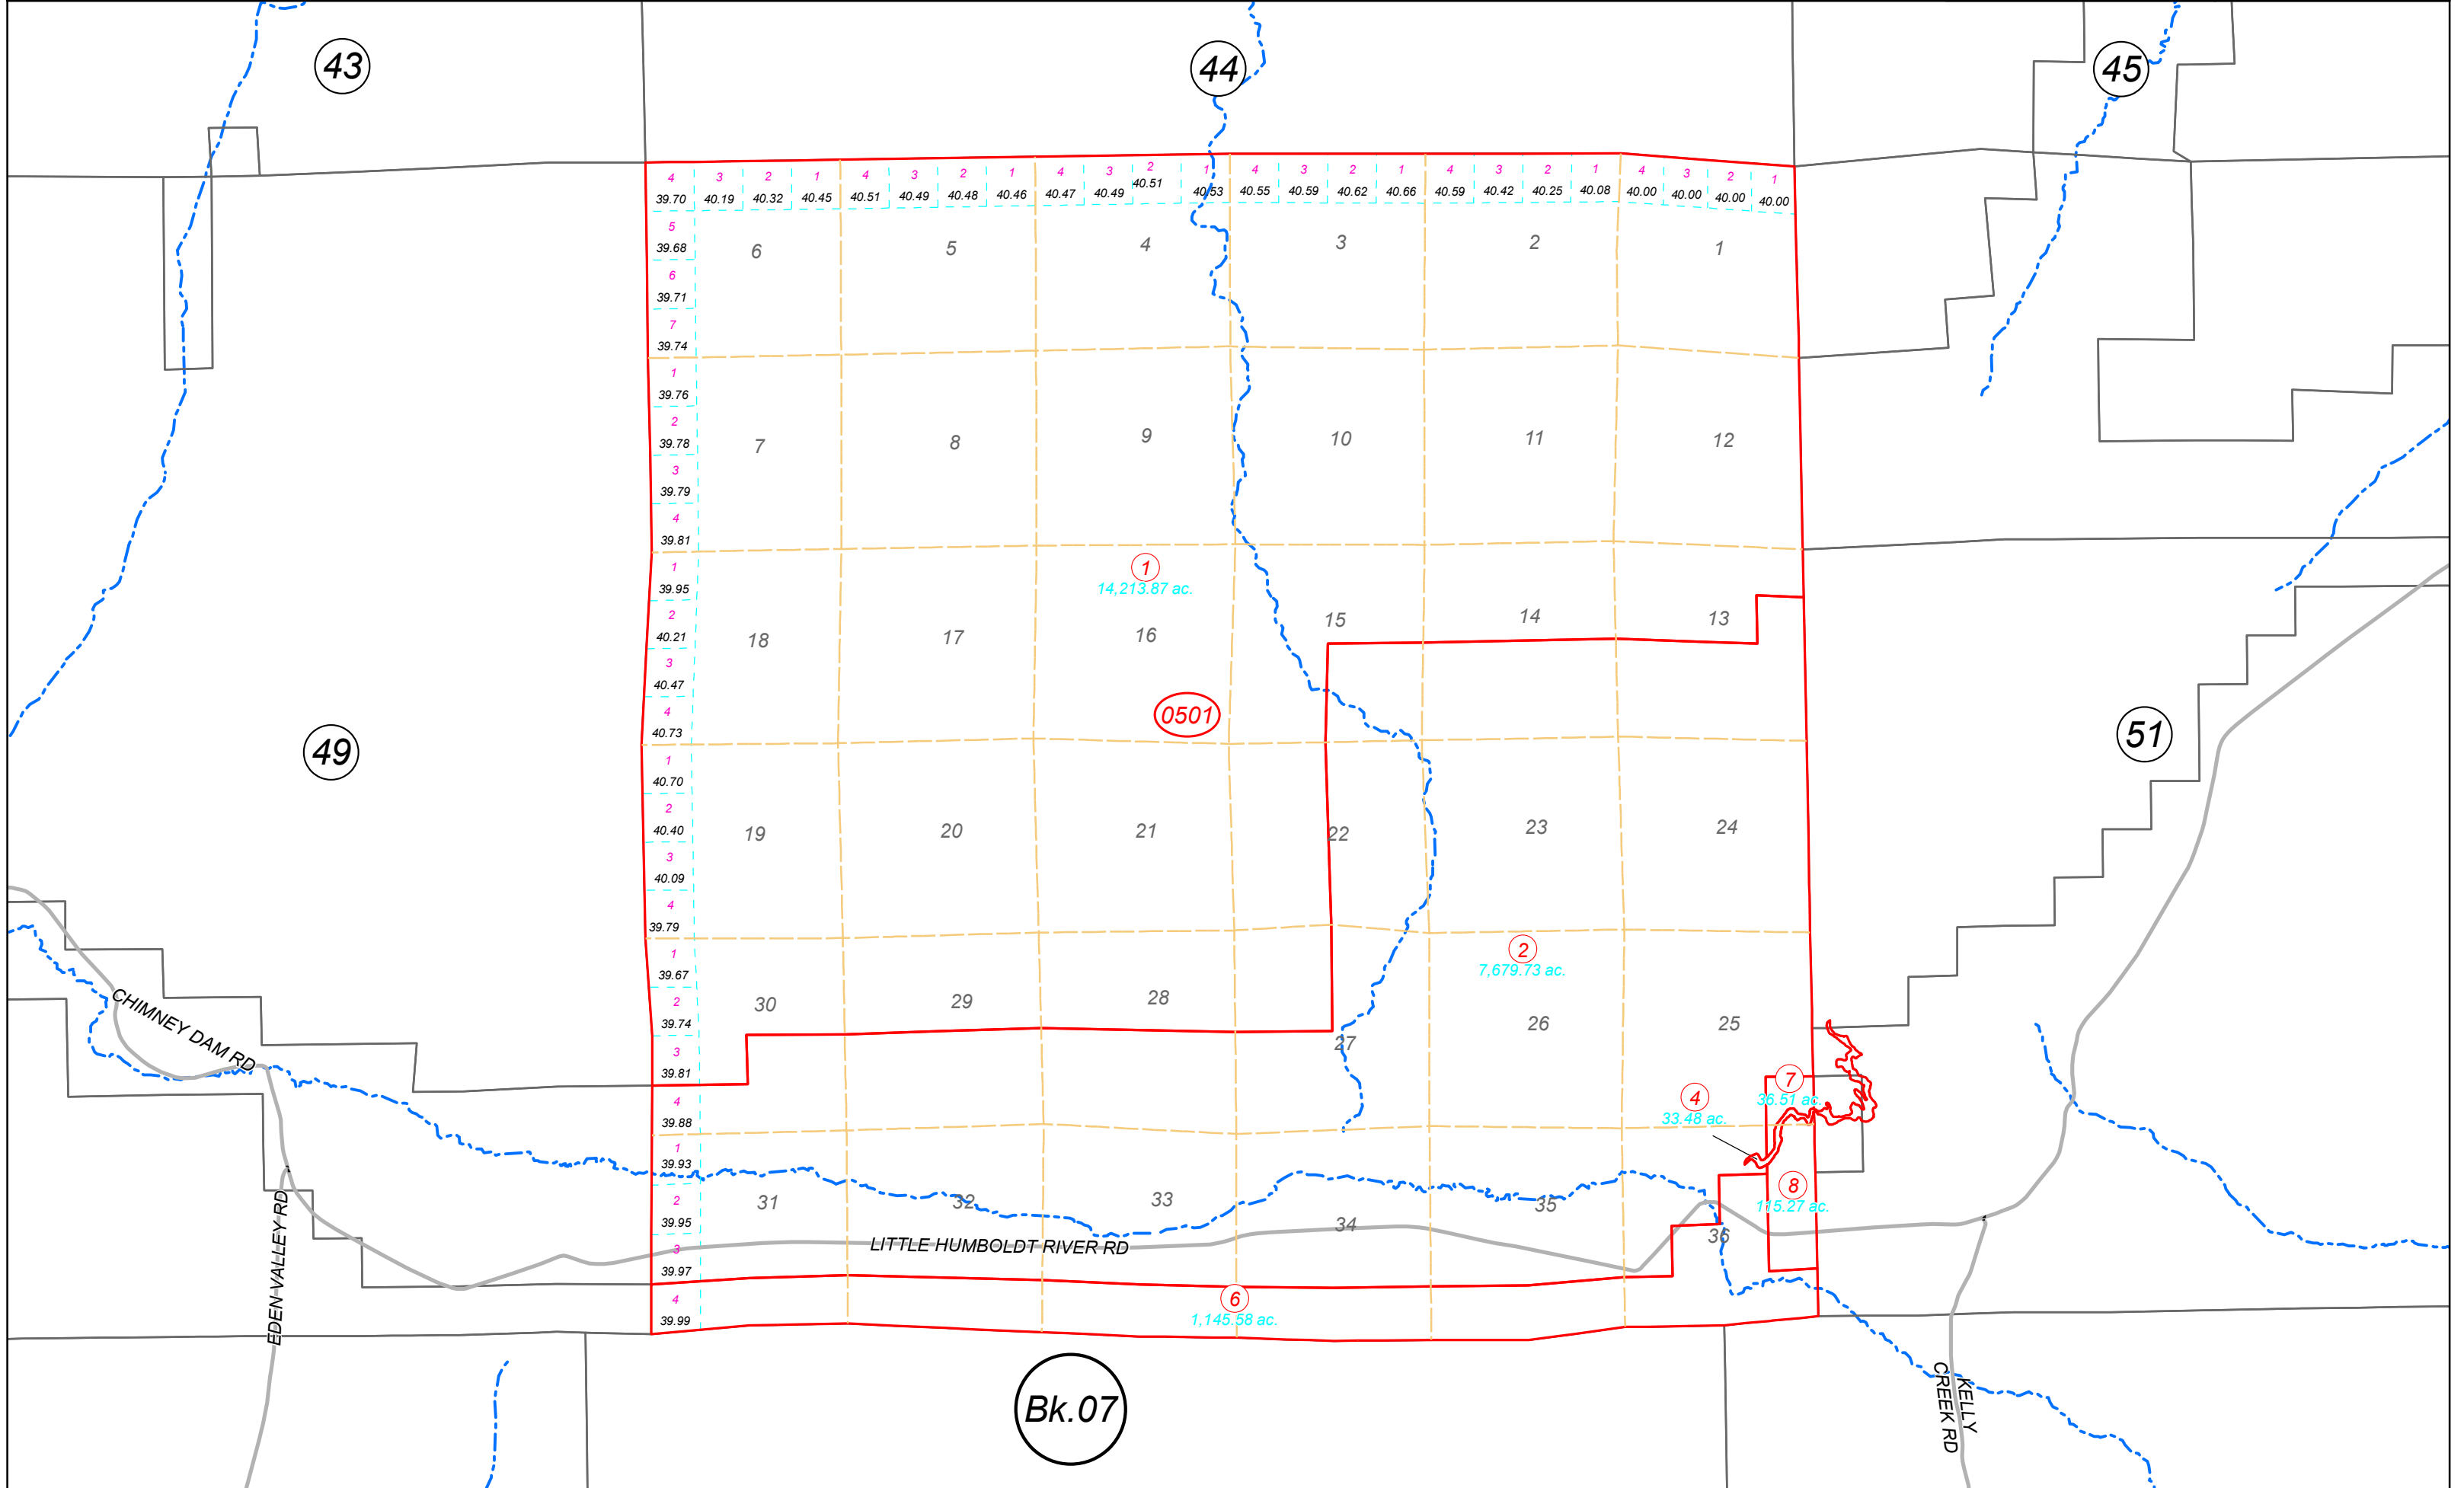 43
44
45
4 3 2 1 4 3 2 1 4 3 2 1 4 3 2 1 4 3 2 1 4 3 2 1
39.70 40.19 40.32 40.45 40.51 40.49 40.48 40.46 40.47 40.49 40.51 40.53 40.55 40.59 40.62 40.66 40.59 40.42 40.25 40.08 40.00 40.00 40.00 40.00
5
39.68
6 5 4 3 2 1
6
39.71
7
39.74
1
39.76
2
39.78
7 8 9 10 11 12
3
39.79
4
39.81
1
39.95
1
14,213.87 ac.
2
40.21
18 17 16 15 14 13
3
40.47
4
40.73
0501
49
51
1
40.70
2
40.40
19 20 21 22 23 24
3
40.09
4
39.79
1
39.67
2
7,679.73 ac.
2
39.74
30 29 28 27 26 25
3
39.81
CHIMNEY DAM RD
4
39.88
4
33.48 ac.
7
36.51 ac.
1
39.93
2
39.95
31 32 33 34 35 36
8
115.27 ac.
EDEN VALLEY RD
LITTLE HUMBOLDT RIVER RD
3
39.97
4
39.99
6
1,145.58 ac.
Bk.07
KELLY
CREEK RD